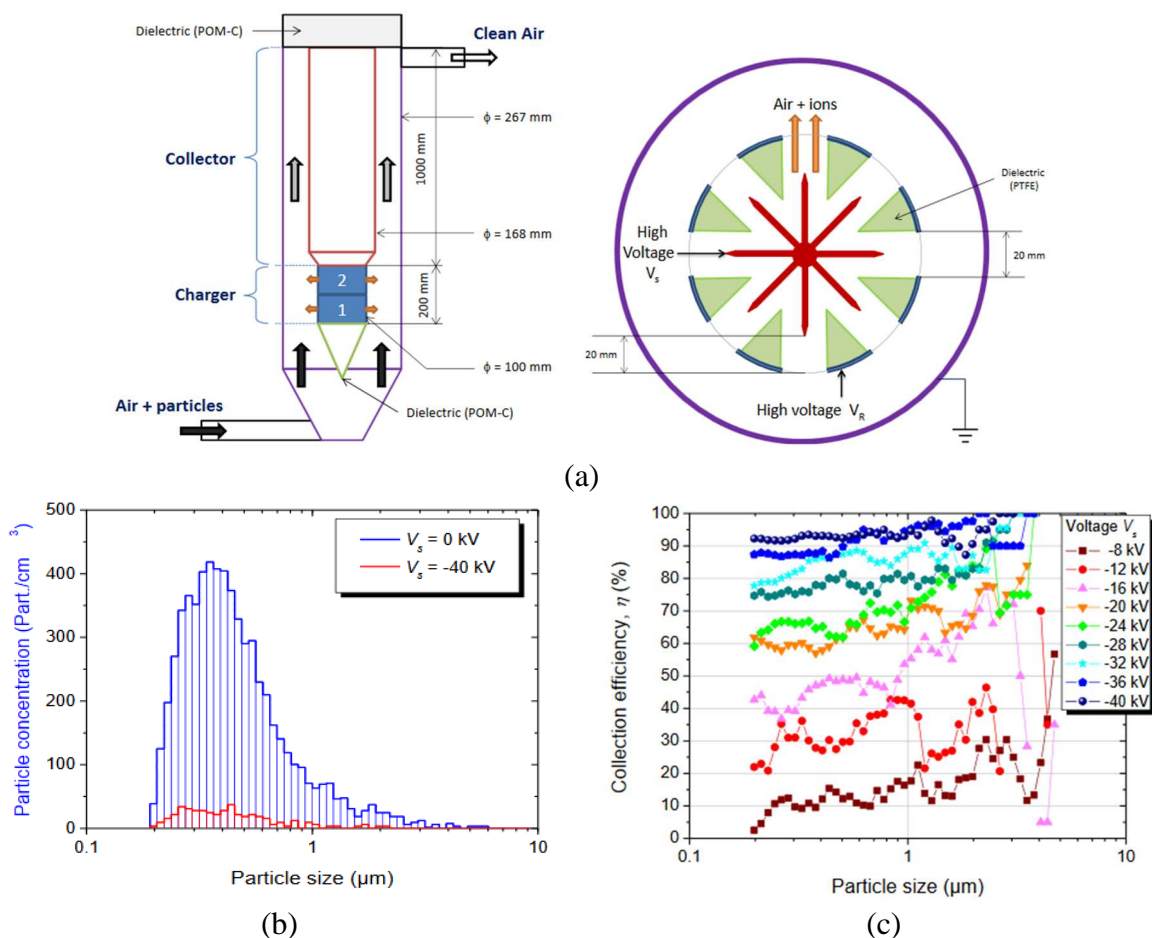 Dielectric (POM-C)
Clean Air
ϕ = 267 mm
Collector
1000 mm
ϕ = 168 mm
Charger
2
1
200 mm
ϕ = 100 mm
Dielectric (POM-C)
Air + particles
Air + ions
Dielectric
(PTFE)
High
Voltage
Vs
20 mm
20 mm
High voltage VR
(a)
500
400
300
200
100
0
Particle concentration (Part./cm³)
Vs = 0 kV
Vs = -40 kV
0.1
1
10
Particle size (μm)
(b)
100
90
80
70
60
50
40
30
20
10
0
Collection efficiency, η (%)
Voltage Vs
-8 kV
-12 kV
-16 kV
-20 kV
-24 kV
-28 kV
-32 kV
-36 kV
-40 kV
0.1
1
10
Particle size (μm)
(c)